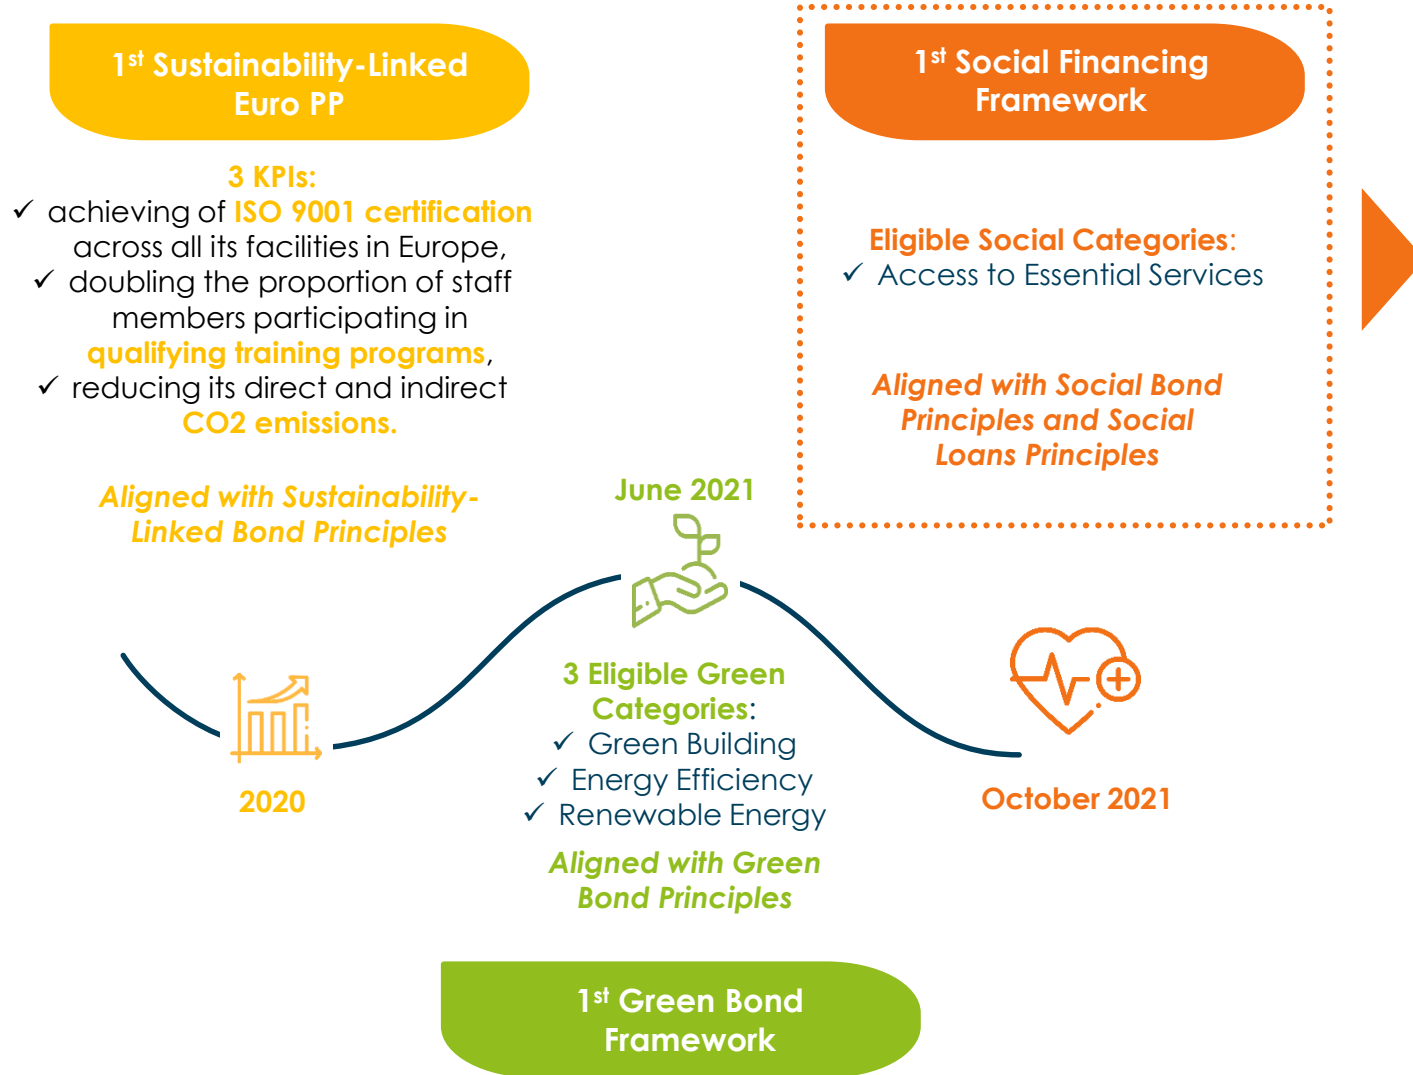 1st Sustainability-Linked
Euro PP
3 KPIs:
✓ achieving of ISO 9001 certification
across all its facilities in Europe,
✓ doubling the proportion of staff
members participating in
qualifying training programs,
✓ reducing its direct and indirect
CO2 emissions.
Aligned with Sustainability-
Linked Bond Principles
2020
June 2021
3 Eligible Green
Categories:
✓ Green Building
✓ Energy Efficiency
✓ Renewable Energy
Aligned with Green
Bond Principles
1st Green Bond
Framework
1st Social Financing
Framework
Eligible Social Categories:
✓ Access to Essential Services
Aligned with Social Bond
Principles and Social
Loans Principles
October 2021